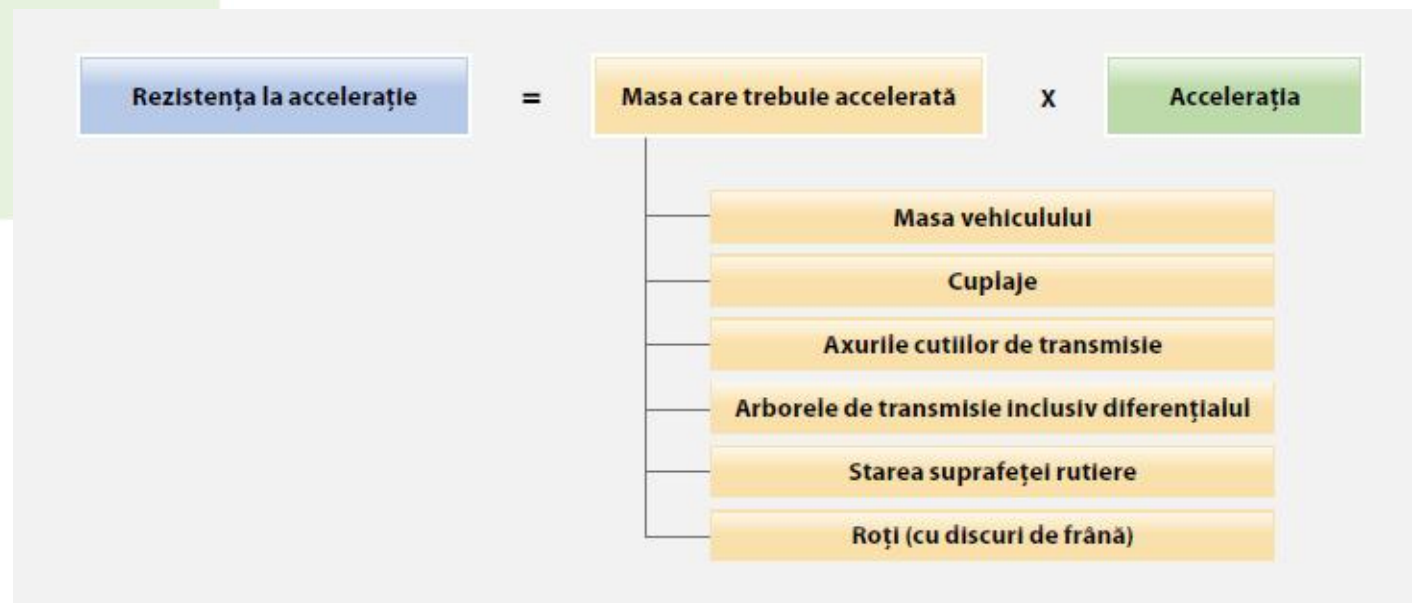 Rezistența la accelerație = Masa care trebuie accelerată x Accelerația
Masa vehiculului
Cuplaje
Axurile cutiilor de transmisie
Arborele de transmisie inclusiv diferențialul
Starea suprafeței rutiere
Roți (cu discuri de frână)